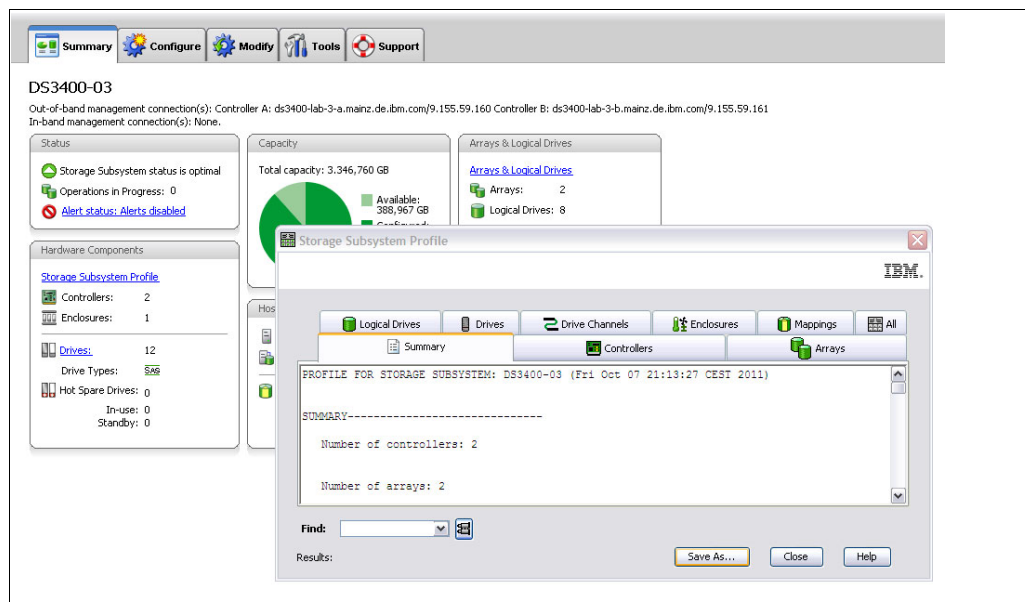 Summary Configure Modify Tools Support
DS3400-03
Out-of-band management connection(s): Controller A: ds3400-lab-3-a.mainz.de.ibm.com/9.155.59.160 Controller B: ds3400-lab-3-b.mainz.de.ibm.com/9.155.59.161
In-band management connection(s): None.
Status
Storage Subsystem status is optimal
Operations in Progress: 0
Alert status: Alerts disabled
Capacity
Total capacity: 3.346,760 GB
Available:
388,967 GB
Arrays & Logical Drives
Arrays & Logical Drives
Arrays: 2
Logical Drives: 8
Hardware Components
Storage Subsystem Profile
Controllers: 2
Enclosures: 1
Drives: 12
Drive Types: SAS
Hot Spare Drives: 0
In-use: 0
Standby: 0
Hos
Storage Subsystem Profile
IBM.
Logical Drives Drives Drive Channels Enclosures Mappings All
Summary Controllers Arrays
PROFILE FOR STORAGE SUBSYSTEM: DS3400-03 (Fri Oct 07 21:13:27 CEST 2011)
SUMMARY------------------------------
Number of controllers: 2
Number of arrays: 2
Find:
Results:
Save As... Close Help